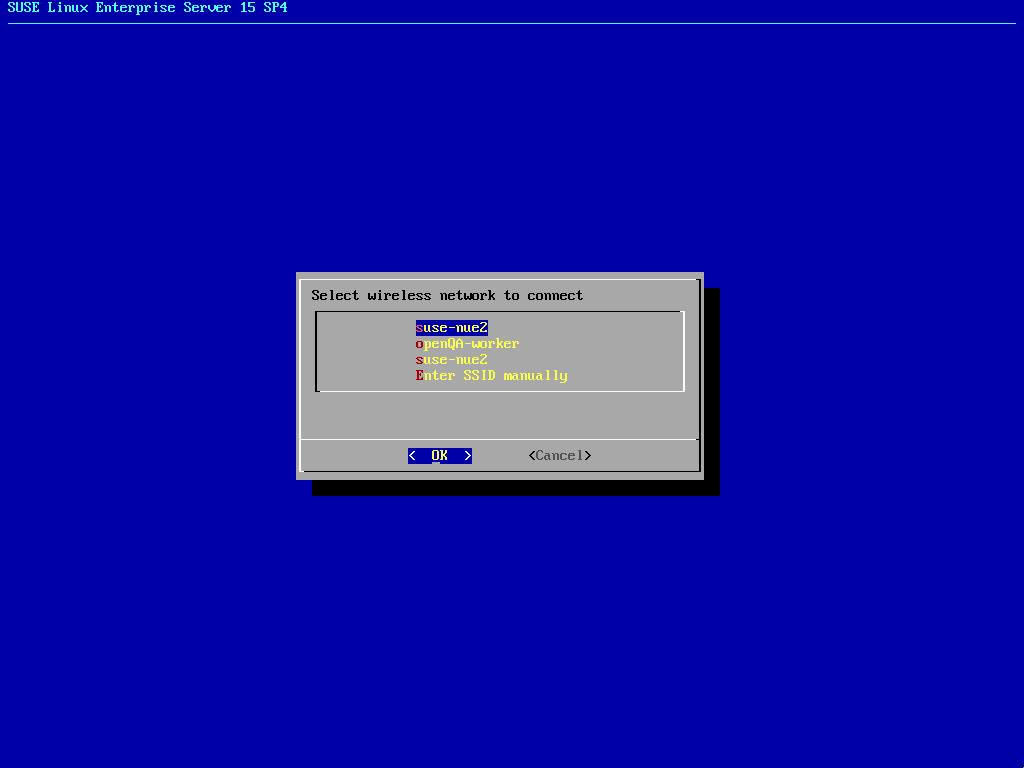 SUSE Linux Enterprise Server 15 SP4
Select wireless network to connect
suse-nue2
openQA-worker
suse-nue2
Enter SSID manually
< OK > <Cancel>